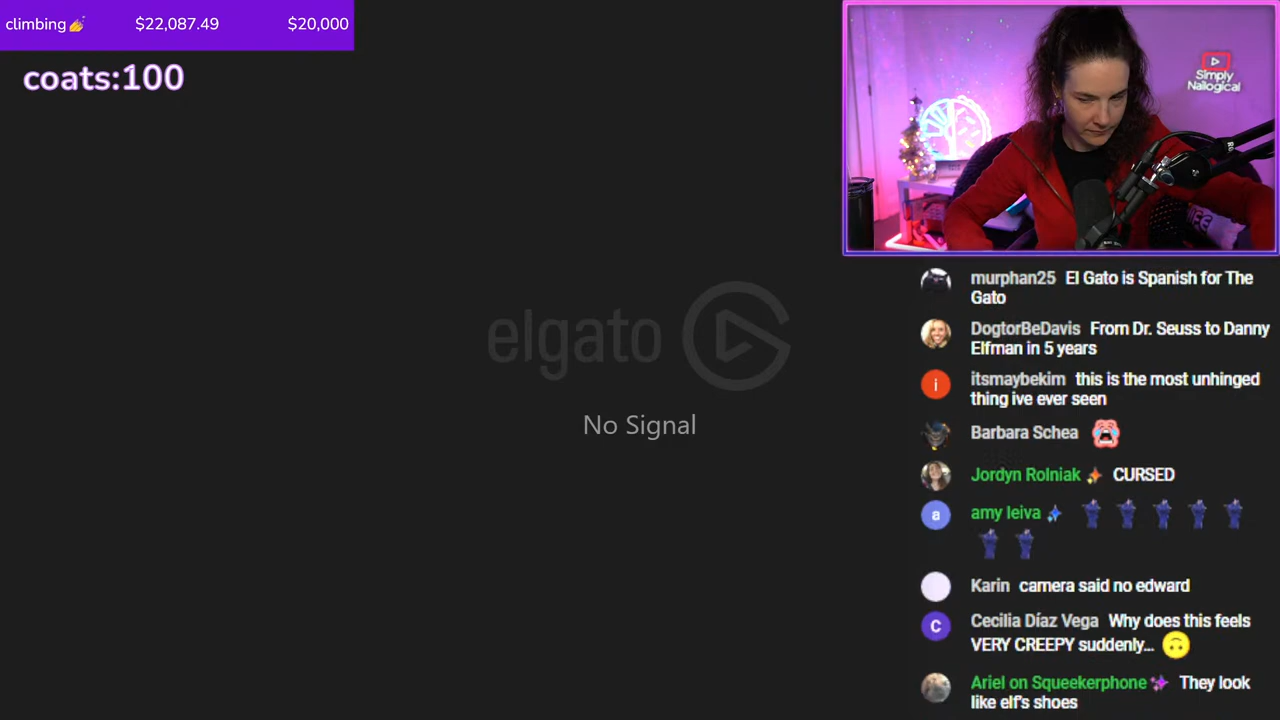 climbing💅 $22,087.49 $20,000
coats:100
Simply
Nailogical
elgato
No Signal
murphan25 El Gato is Spanish for The
Gato
DogtorBeDavis From Dr. Seuss to Danny
Elfman in 5 years
itsmaybekim this is the most unhinged
thing ive ever seen
Barbara Schea 😭
Jordyn Rolniak CURSED
amy leiva
Karin camera said no edward
Cecilia Díaz Vega Why does this feels
VERY CREEPY suddenly... 🙃
Ariel on Squeekerphone They look
like elf's shoes